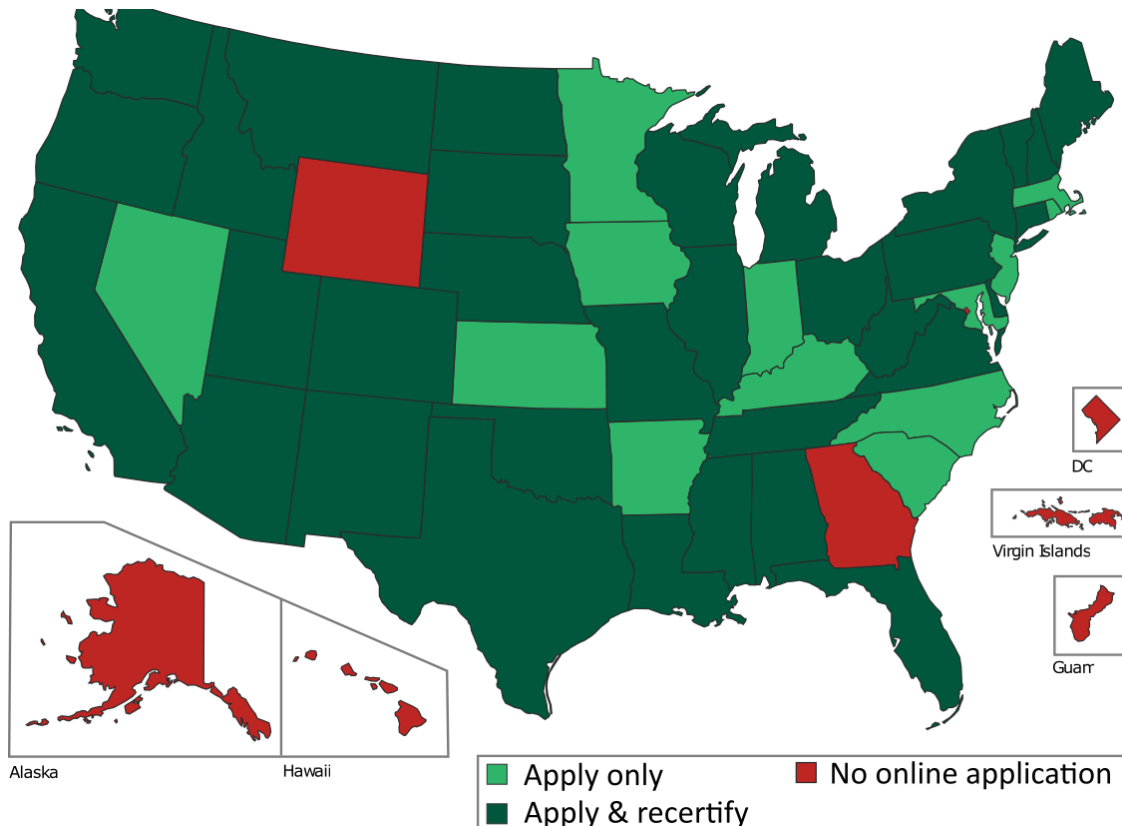 DC
Virgin Islands
Guam
Alaska
Hawaii
Apply only
No online application
Apply & recertify